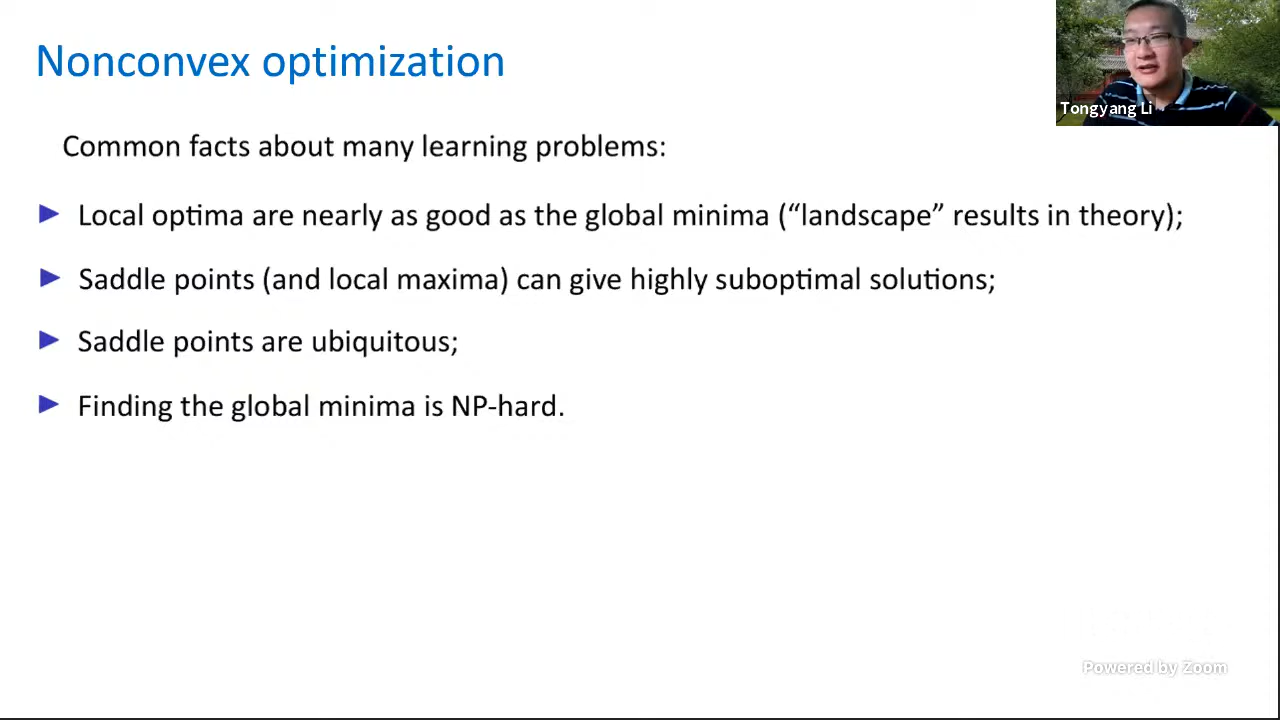 Nonconvex optimization
Tongyang Li
Common facts about many learning problems:
Local optima are nearly as good as the global minima (“landscape” results in theory);
Saddle points (and local maxima) can give highly suboptimal solutions;
Saddle points are ubiquitous;
Finding the global minima is NP-hard.
Powered by Zoom